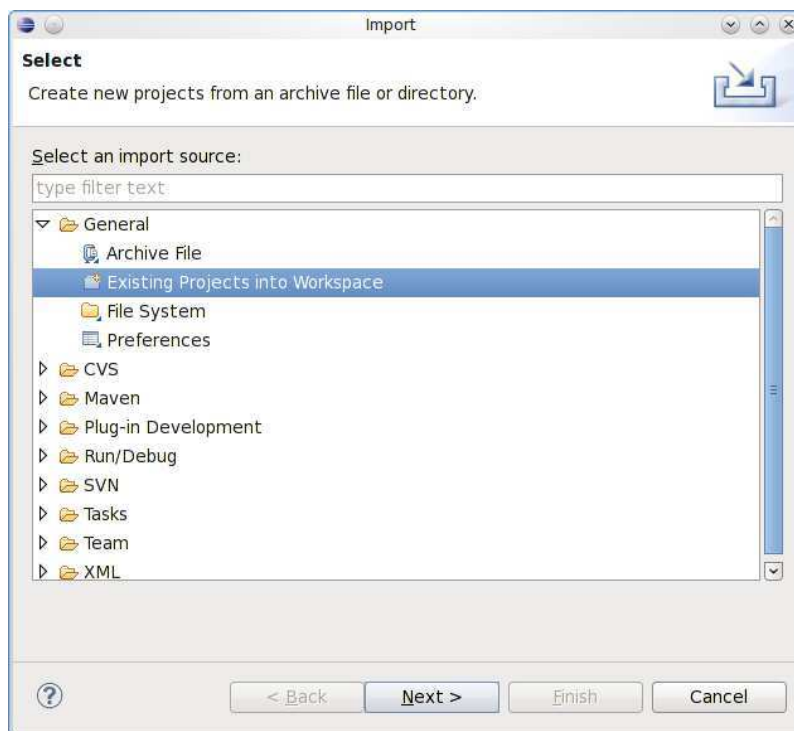 Import
Select
Create new projects from an archive file or directory.
Select an import source:
type filter text
General
Archive File
Existing Projects into Workspace
File System
Preferences
CVS
Maven
Plug-in Development
Run/Debug
SVN
Tasks
Team
XML
? < Back Next > Finish Cancel